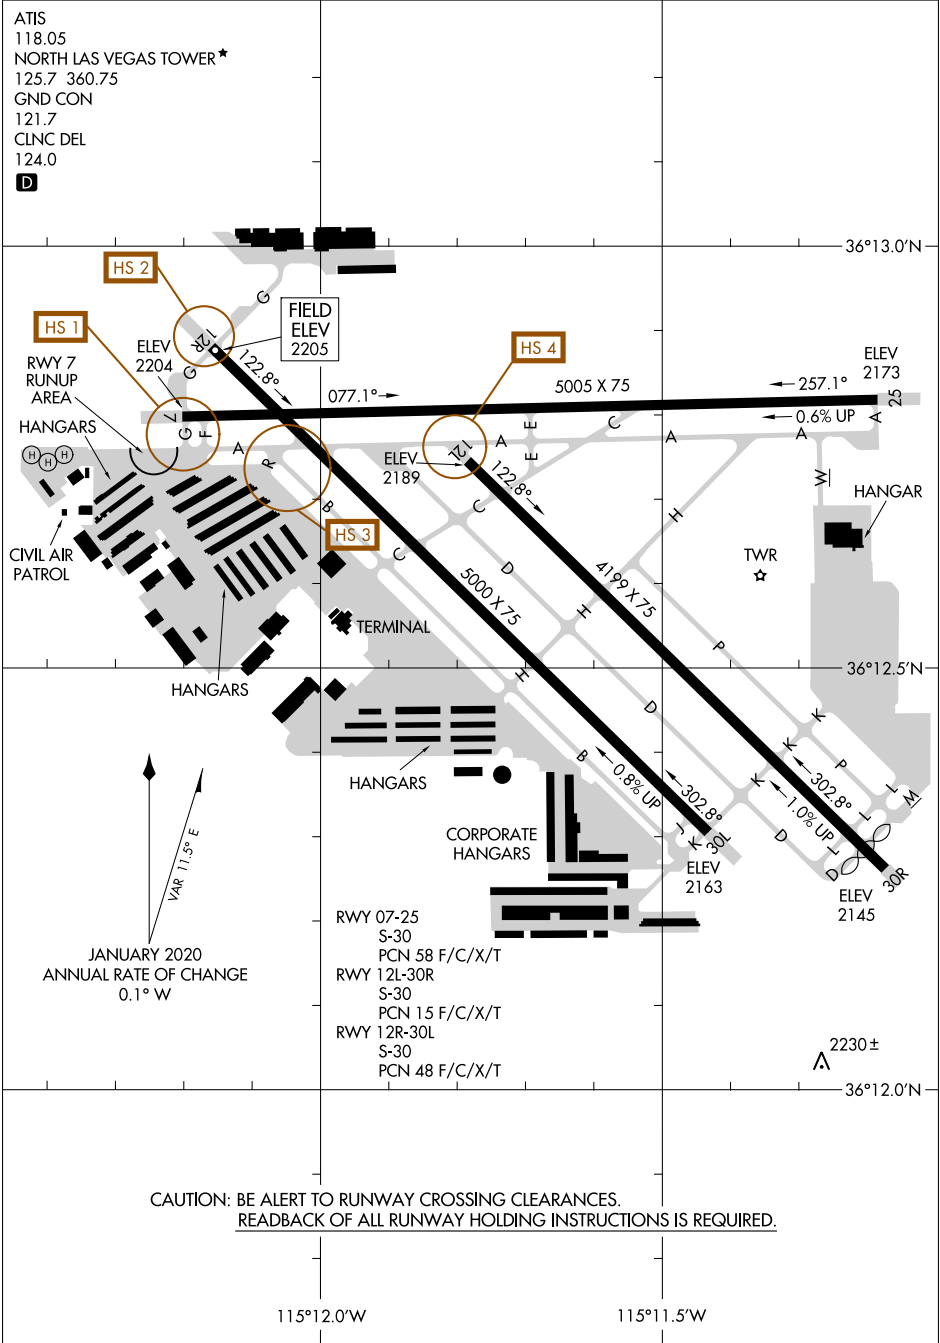 ATIS
118.05
NORTH LAS VEGAS TOWER★
125.7 360.75
GND CON
121.7
CLNC DEL
124.0
D
36°13.0'N
HS 2
G
FIELD
ELEV
2205
HS 1
12R
ELEV
2204
122.8°
HS 4
RWY 7
RUNUP
AREA
G
ELEV
2173
077.1°
5005 X 75
257.1°
25
HANGARS
7
G
F
0.6% UP
A
E
C
A
R
12L
A
E
A
A
H
H
H
ELEV
2189
122.8°
W
HANGAR
B
C
H
HS 3
C
D
CIVIL AIR
PATROL
TWR
5000 X 75
4199 X 75
H
TERMINAL
HANGARS
P
36°12.5'N
HANGARS
H
D
K
K
P
L
M
B
0.8% UP
302.8°
K
302.8°
1.0% UP
L
CORPORATE
HANGARS
J
K
30L
D
L
D
VAR 11.5° E
ELEV
2163
ELEV
2145
30R
RWY 07-25
S-30
PCN 58 F/C/X/T
RWY 12L-30R
S-30
PCN 15 F/C/X/T
RWY 12R-30L
S-30
PCN 48 F/C/X/T
JANUARY 2020
ANNUAL RATE OF CHANGE
0.1° W
2230±
36°12.0'N
CAUTION: BE ALERT TO RUNWAY CROSSING CLEARANCES.
READBACK OF ALL RUNWAY HOLDING INSTRUCTIONS IS REQUIRED.
115°12.0'W
115°11.5'W